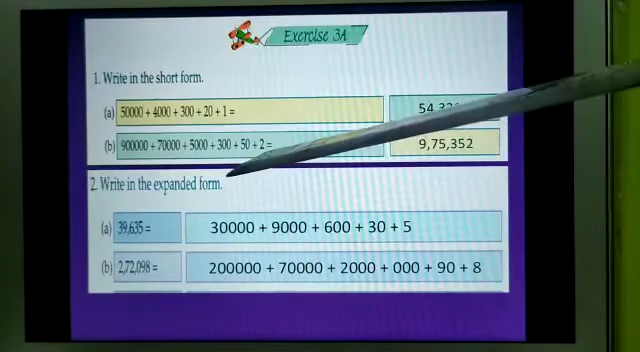 Exercise 3A
1. Write in the short form.
(a) 50000 + 4000 + 300 + 20 + 1 =
(b) 900000 + 70000 + 5000 + 300 + 50 + 2 = 9,75,352
2. Write in the expanded form.
(a) 39,635 = 30000 + 9000 + 600 + 30 + 5
(b) 2,72,098 = 200000 + 70000 + 2000 + 000 + 90 + 8